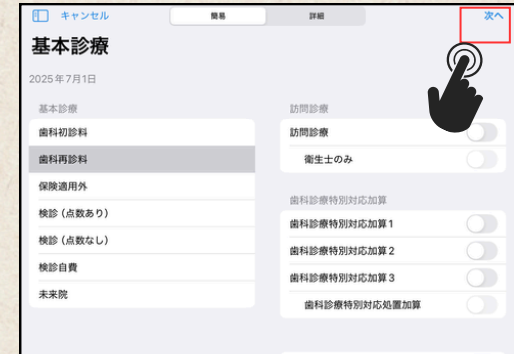 キャンセル 簡易 詳細 次へ
基本診療
2025年7月1日
基本診療
歯科初診料
歯科再診料
保険適用外
検診（点数あり）
検診（点数なし）
検診自費
未来院
訪問診療
訪問診療
衛生士のみ
歯科診療特別対応加算
歯科診療特別対応加算1
歯科診療特別対応加算2
歯科診療特別対応加算3
歯科診療特別対応処置加算